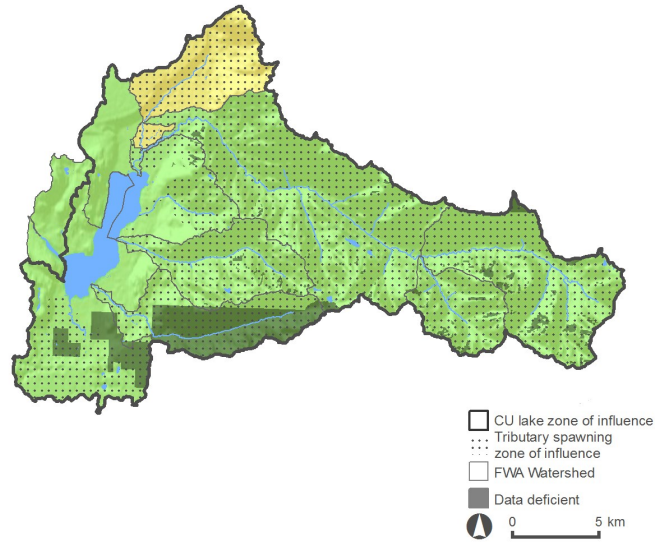 CU lake zone of influence
Tributary spawning
zone of influence
FWA Watershed
Data deficient
0 5 km